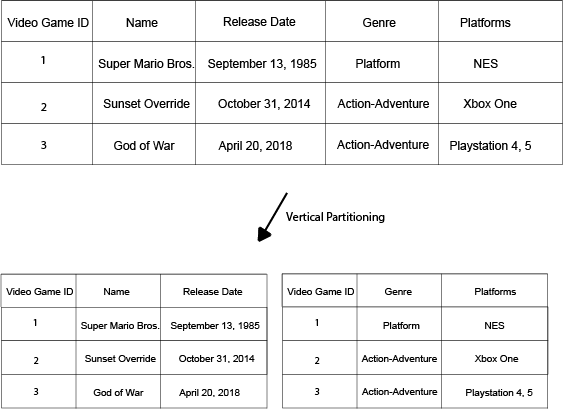 Video Game ID Name Release Date Genre Platforms
1 Super Mario Bros. September 13, 1985 Platform NES
2 Sunset Override October 31, 2014 Action-Adventure Xbox One
3 God of War April 20, 2018 Action-Adventure Playstation 4, 5
Vertical Partitioning
Video Game ID Name Release Date
1 Super Mario Bros. September 13, 1985
2 Sunset Override October 31, 2014
3 God of War April 20, 2018
Video Game ID Genre Platforms
1 Platform NES
2 Action-Adventure Xbox One
3 Action-Adventure Playstation 4, 5